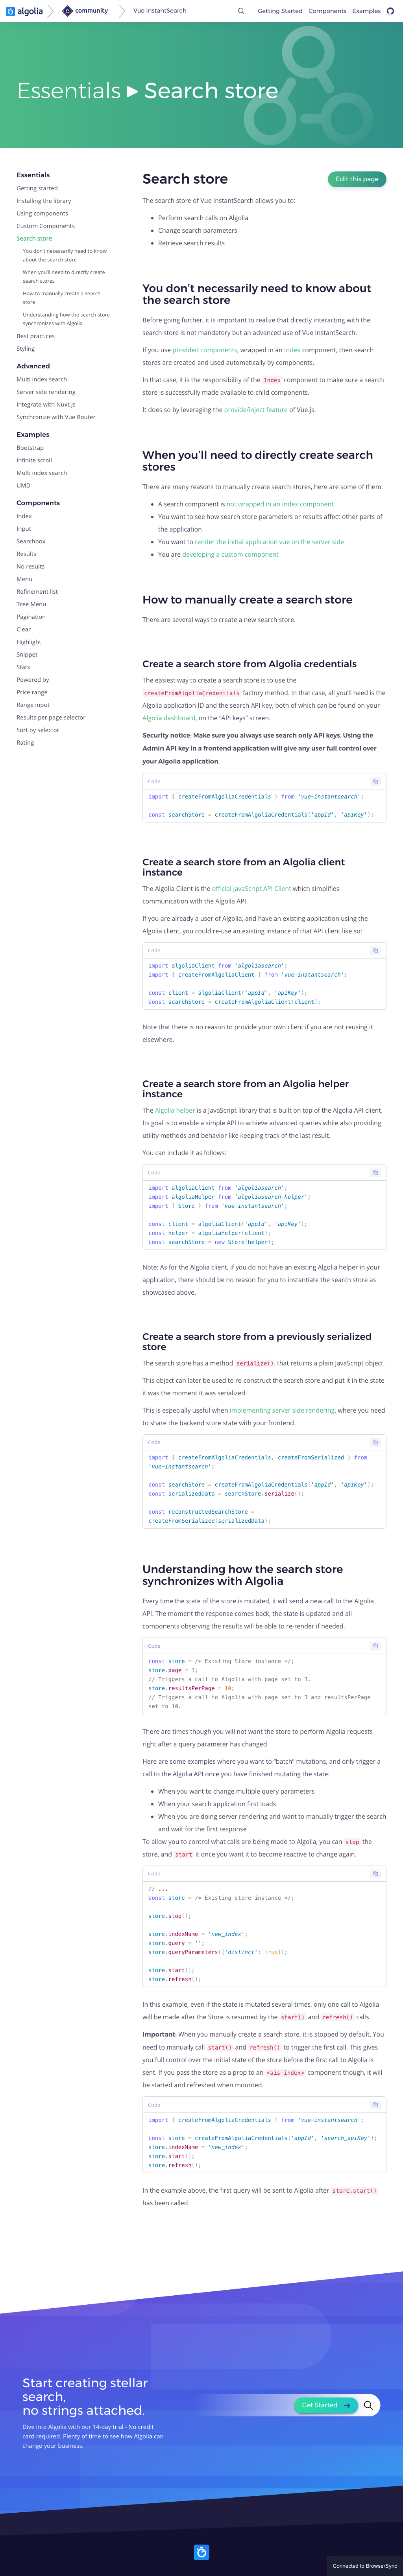 algolia
community
Vue InstantSearch
Getting Started
Components
Examples
Essentials ▸ Search store
Essentials
Getting started
Installing the library
Using components
Custom Components
Search store
You don't necessarily need to know
about the search store
When you'll need to directly create
search stores
How to manually create a search
store
Understanding how the search store
synchronizes with Algolia
Best practices
Styling
Advanced
Multi index search
Server side rendering
Integrate with Nuxt.js
Synchronize with Vue Router
Examples
Bootstrap
Infinite scroll
Multi index search
UMD
Components
Index
Input
Searchbox
Results
No results
Menu
Refinement list
Tree Menu
Pagination
Clear
Highlight
Snippet
Stats
Powered by
Price range
Range input
Results per page selector
Sort by selector
Rating
Search store
Edit this page
The search store of Vue InstantSearch allows you to:
• Perform search calls on Algolia
• Change search parameters
• Retrieve search results
You don't necessarily need to know about
the search store
Before going further, it is important to realize that directly interacting with the
search store is not mandatory but an advanced use of Vue InstantSearch.
If you use provided components, wrapped in an Index component, then search
stores are created and used automatically by components.
In that case, it is the responsibility of the Index component to make sure a search
store is successfully made available to child components.
It does so by leveraging the provide/inject feature of Vue.js.
When you'll need to directly create search
stores
There are many reasons to manually create search stores, here are some of them:
• A search component is not wrapped in an Index component
• You want to see how search store parameters or results affect other parts of
the application
• You want to render the initial application vue on the server side
• You are developing a custom component
How to manually create a search store
There are several ways to create a new search store.
Create a search store from Algolia credentials
The easiest way to create a search store is to use the
createFromAlgoliaCredentials factory method. In that case, all you'll need is the
Algolia application ID and the search API key, both of which can be found on your
Algolia dashboard, on the "API keys" screen.
Security notice: Make sure you always use search only API keys. Using the
Admin API key in a frontend application will give any user full control over
your Algolia application.
Code
import { createFromAlgoliaCredentials } from 'vue-instantsearch';
const searchStore = createFromAlgoliaCredentials('appId', 'apiKey');
Create a search store from an Algolia client
instance
The Algolia Client is the official JavaScript API Client which simplifies
communication with the Algolia API.
If you are already a user of Algolia, and have an existing application using the
Algolia client, you could re-use an existing instance of that API client like so:
Code
import algoliaClient from 'algoliasearch';
import { createFromAlgoliaClient } from 'vue-instantsearch';
const client = algoliaClient('appId', 'apiKey');
const searchStore = createFromAlgoliaClient(client);
Note that there is no reason to provide your own client if you are not reusing it
elsewhere.
Create a search store from an Algolia helper
instance
The Algolia helper is a JavaScript library that is built on top of the Algolia API client.
Its goal is to enable a simple API to achieve advanced queries while also providing
utility methods and behavior like keeping track of the last result.
You can include it as follows:
Code
import algoliaClient from 'algoliasearch';
import algoliaHelper from 'algoliasearch-helper';
import { Store } from 'vue-instantsearch';
const client = algoliaClient('appId', 'apiKey');
const helper = algoliaHelper(client);
const searchStore = new Store(helper);
Note: As for the Algolia client, if you do not have an existing Algolia helper in your
application, there should be no reason for you to instantiate the search store as
showcased above.
Create a search store from a previously serialized
store
The search store has a method serialize() that returns a plain JavaScript object.
This object can later be used to re-construct the search store and put it in the state
it was the moment it was serialized.
This is especially useful when implementing server side rendering, where you need
to share the backend store state with your frontend.
Code
import { createFromAlgoliaCredentials, createFromSerialized } from
'vue-instantsearch';
const searchStore = createFromAlgoliaCredentials('appId', 'apiKey');
const serializedData = searchStore.serialize();
const reconstructedSearchStore =
createFromSerialized(serializedData);
Understanding how the search store
synchronizes with Algolia
Every time the state of the store is mutated, it will send a new call to the Algolia
API. The moment the response comes back, the state is updated and all
components observing the results will be able to re-render if needed.
Code
const store = /* Existing Store instance */;
store.page = 3;
// Triggers a call to Algolia with page set to 3.
store.resultsPerPage = 10;
// Triggers a call to Algolia with page set to 3 and resultsPerPage
set to 10.
There are times though you will not want the store to perform Algolia requests
right after a query parameter has changed.
Here are some examples where you want to "batch" mutations, and only trigger a
call to the Algolia API once you have finished mutating the state:
• When you want to change multiple query parameters
• When your search application first loads
• When you are doing server rendering and want to manually trigger the search
and wait for the first response
To allow you to control what calls are being made to Algolia, you can stop the
store, and start it once you want it to become reactive to change again.
Code
// ...
const store = /* Existing store instance */;
store.stop();
store.indexName = 'new_index';
store.query = '';
store.queryParameters({'distinct': true});
store.start();
store.refresh();
In this example, even if the state is mutated several times, only one call to Algolia
will be made after the Store is resumed by the start() and refresh() calls.
Important: When you manually create a search store, it is stopped by default. You
need to manually call start() and refresh() to trigger the first call. This gives
you full control over the initial state of the store before the first call to Algolia is
sent. If you pass the store as a prop to an <ais-index> component though, it will
be started and refreshed when mounted.
Code
import { createFromAlgoliaCredentials } from 'vue-instantsearch';
const store = createFromAlgoliaCredentials('appId', 'search_apiKey');
store.indexName = 'new_index';
store.start();
store.refresh();
In the example above, the first query will be sent to Algolia after store.start()
has been called.
Start creating stellar
search,
no strings attached.
Dive into Algolia with our 14-day trial - No credit
card required. Plenty of time to see how Algolia can
change your business.
Get Started
Connected to BrowserSync